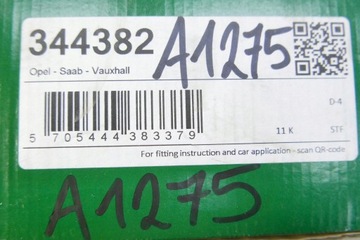 344382 A1275
Opel - Saab - Vauxhall
D-4
5 705444 383379
11 K STF
For fitting instruction and car application - scan QR-code
A1275